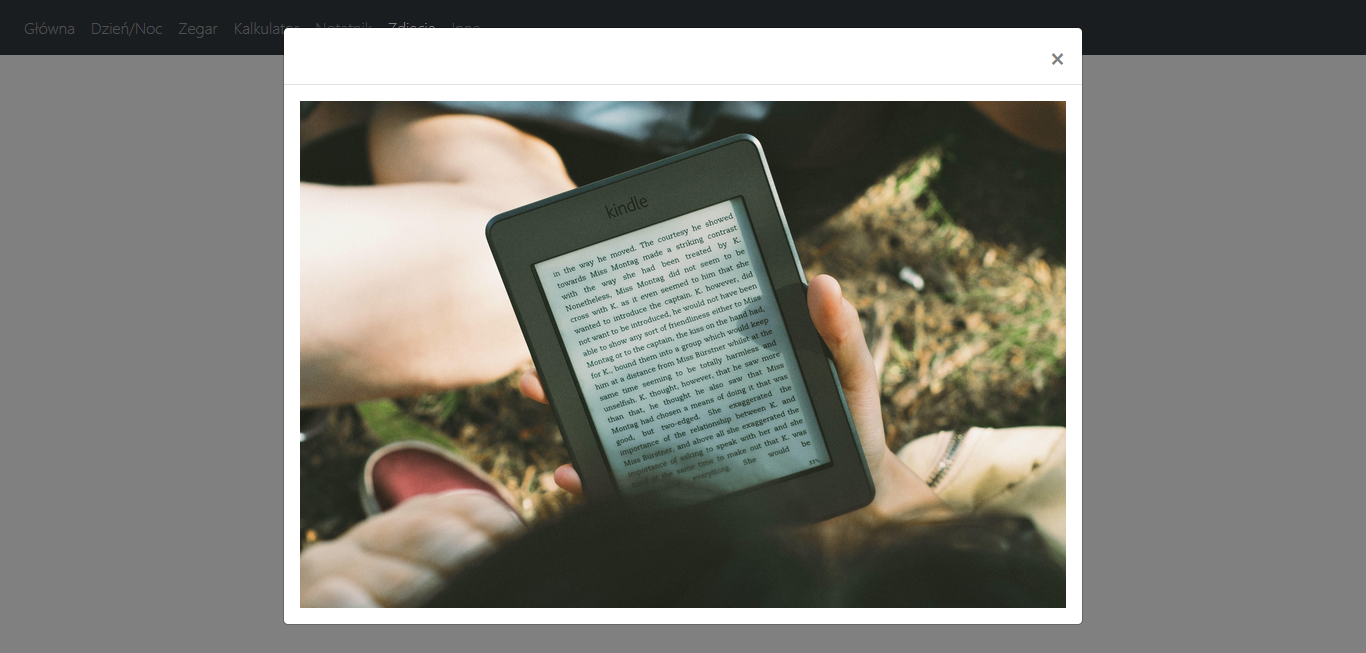 Główna Dzień/Noc Zegar Kalkulator Notatnik Zdjęcie Inne
×
kindle
in the way he moved. The courtesy he showed
towards Miss Montag made a striking contrast
with the way she had been treated by K.
Nonetheless, Miss Montag did not seem to be
cross with K. as it even seemed to him that she
wanted to introduce the captain. K. however, did
not want to be introduced, he would not have been
able to show any sort of friendliness either to Miss
Montag or to the captain, the kiss on the hand had,
for K., bound them into a group which would keep
him at a distance from Miss Bürstner whilst at the
same time seeming to be totally harmless and
unselfish. K. thought, however, that he saw more
than that, he thought he also saw that Miss
Montag had chosen a means of doing it that was
good, but two-edged. She exaggerated the
importance of the relationship between K. and
Miss Bürstner, and above all she exaggerated the
importance of asking to speak with her and she
at the same time to make out that K. was
everything. She would be